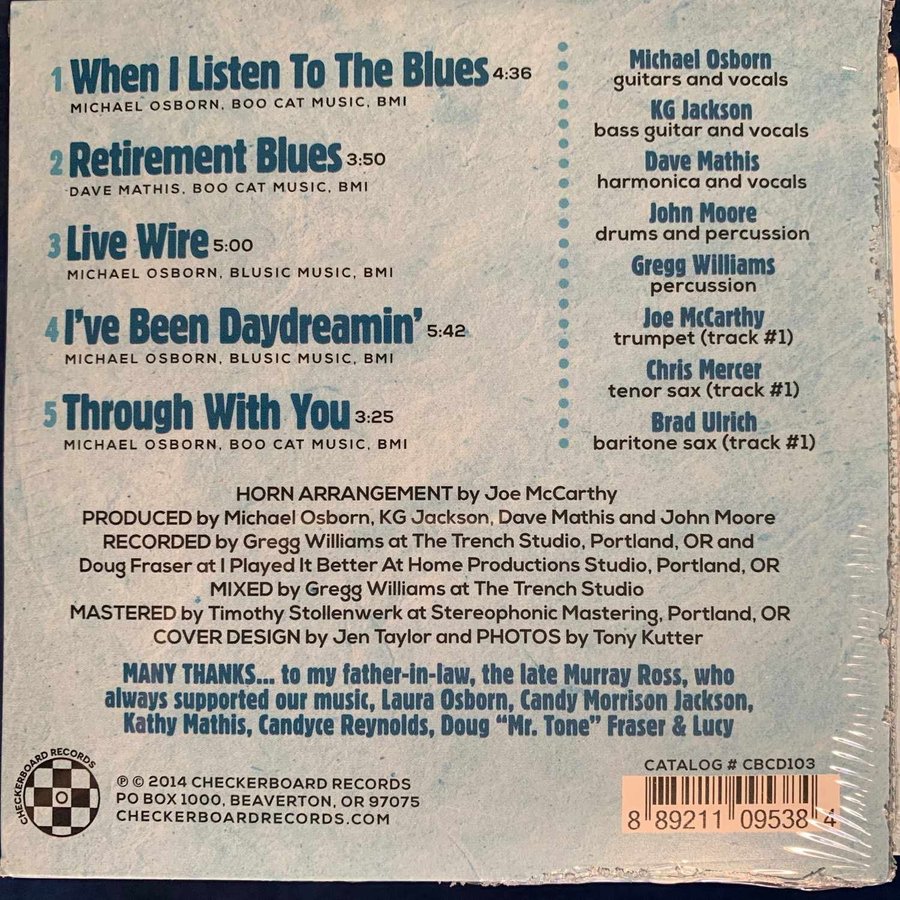 1 When I Listen To The Blues 4:36
MICHAEL OSBORN, BOO CAT MUSIC, BMI
2 Retirement Blues 3:50
DAVE MATHIS, BOO CAT MUSIC, BMI
3 Live Wire 5:00
MICHAEL OSBORN, BLUSIC MUSIC, BMI
4 I've Been Daydreamin' 5:42
MICHAEL OSBORN, BLUSIC MUSIC, BMI
5 Through With You 3:25
MICHAEL OSBORN, BOO CAT MUSIC, BMI
Michael Osborn
guitars and vocals
KG Jackson
bass guitar and vocals
Dave Mathis
harmonica and vocals
John Moore
drums and percussion
Gregg Williams
percussion
Joe McCarthy
trumpet (track #1)
Chris Mercer
tenor sax (track #1)
Brad Ulrich
baritone sax (track #1)
HORN ARRANGEMENT by Joe McCarthy
PRODUCED by Michael Osborn, KG Jackson, Dave Mathis and John Moore
RECORDED by Gregg Williams at The Trench Studio, Portland, OR and
Doug Fraser at I Played It Better At Home Productions Studio, Portland, OR
MIXED by Gregg Williams at The Trench Studio
MASTERED by Timothy Stollenwerk at Stereophonic Mastering, Portland, OR
COVER DESIGN by Jen Taylor and PHOTOS by Tony Kutter
MANY THANKS... to my father-in-law, the late Murray Ross, who
always supported our music, Laura Osborn, Candy Morrison Jackson,
Kathy Mathis, Candyce Reynolds, Doug "Mr. Tone" Fraser & Lucy
CHECKERBOARD RECORDS
℗ © 2014 CHECKERBOARD RECORDS
PO BOX 1000, BEAVERTON, OR 97075
CHECKERBOARDRECORDS.COM
CATALOG # CBCD103
8 89211 09538 4